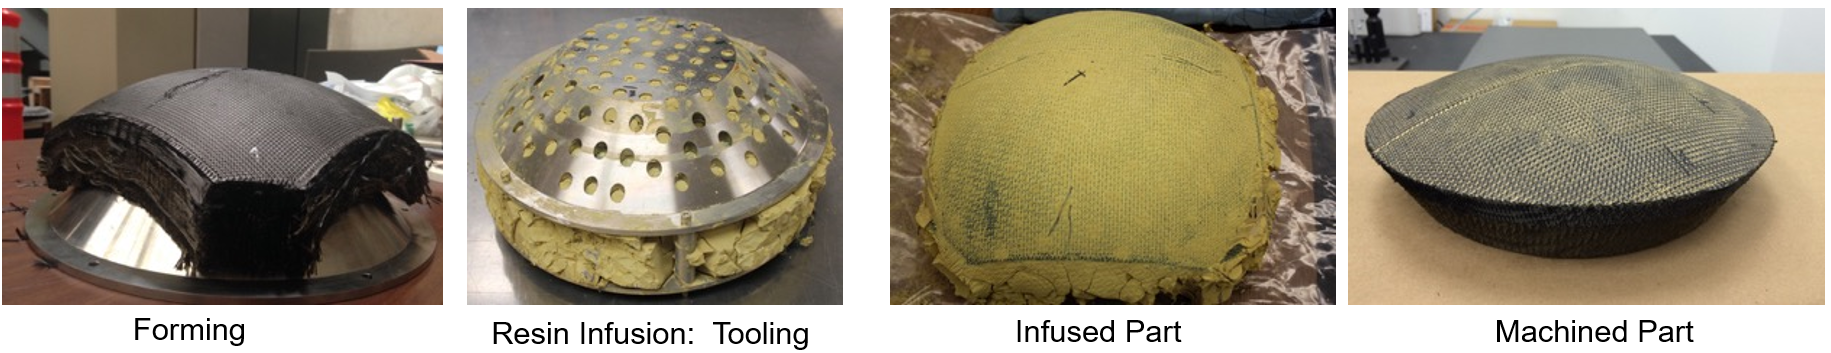 Forming
Resin Infusion:  Tooling
Infused Part
Machined Part